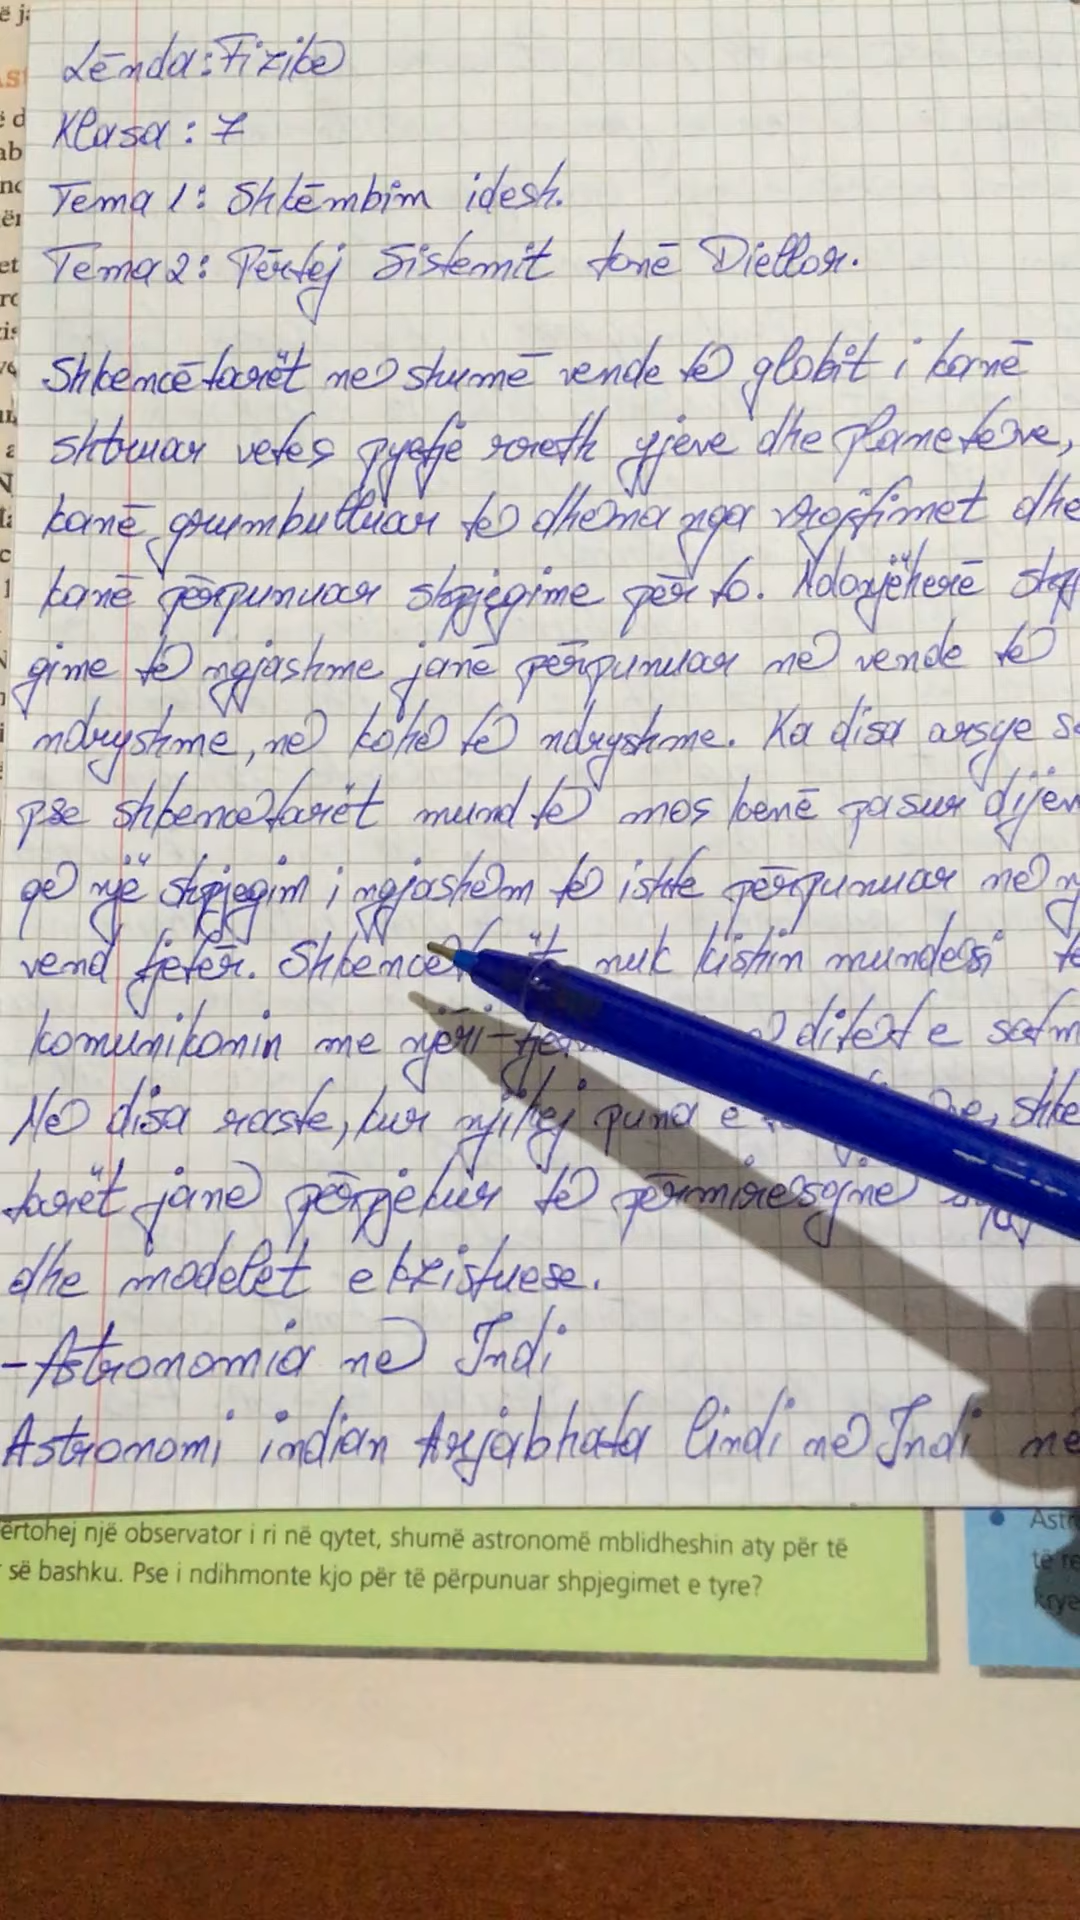 Lënda: Fizikë
Klasa: 7
Tema 1: Shkëmbim idesh.
Tema 2: Përtej Sistemit tonë Diellor.
Shkencëtarët në shumë vende të globit i kanë
shtruar vetes pyetje rreth yjeve dhe planetëve,
kanë grumbulluar të dhëna nga vrojtimet dhe
kanë përpunuar shpjegime për to. Ndonjëherë shpje
gime të ngjashme janë përpunuar në vende të
ndryshme, në kohë të ndryshme. Ka disa arsye se
pse shkencëtarët mund të mos kenë pasur dijeni
që një shpjegim i ngjashëm të ishte përpunuar në
vend tjetër. nuk kishin mundësi të
komunikonin me njëri- ditët e
Në disa raste, kur njihej puna e
tarët janë përpjekur të përmirësojnë
dhe modelet ekzistuese.
-Astronomia në Indi
Astronomi indian Arjabhata lindi në Indi në
ërtohej një observator i ri në qytet, shumë astronomë mblidheshin aty për të
së bashku. Pse i ndihmonte kjo për të përpunuar shpjegimet e tyre?